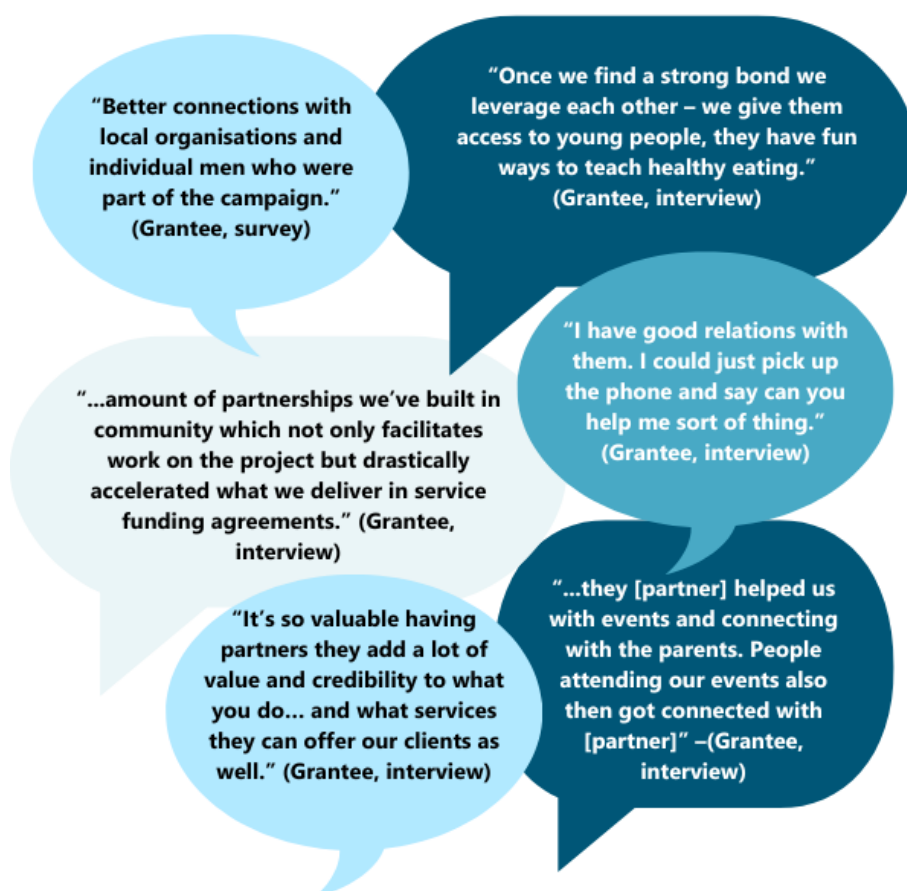 “Better connections with
local organisations and
individual men who were
part of the campaign.”
(Grantee, survey)
“Once we find a strong bond we
leverage each other – we give them
access to young people, they have fun
ways to teach healthy eating.”
(Grantee, interview)
“I have good relations with
them. I could just pick up
the phone and say can you
help me sort of thing.”
(Grantee, interview)
“...amount of partnerships we’ve built in
community which not only facilitates
work on the project but drastically
accelerated what we deliver in service
funding agreements.” (Grantee,
interview)
“...they [partner] helped us
with events and connecting
with the parents. People
attending our events also
then got connected with
[partner]” –(Grantee,
interview)
“It’s so valuable having
partners they add a lot of
value and credibility to what
you do... and what services
they can offer our clients as
well.” (Grantee, interview)